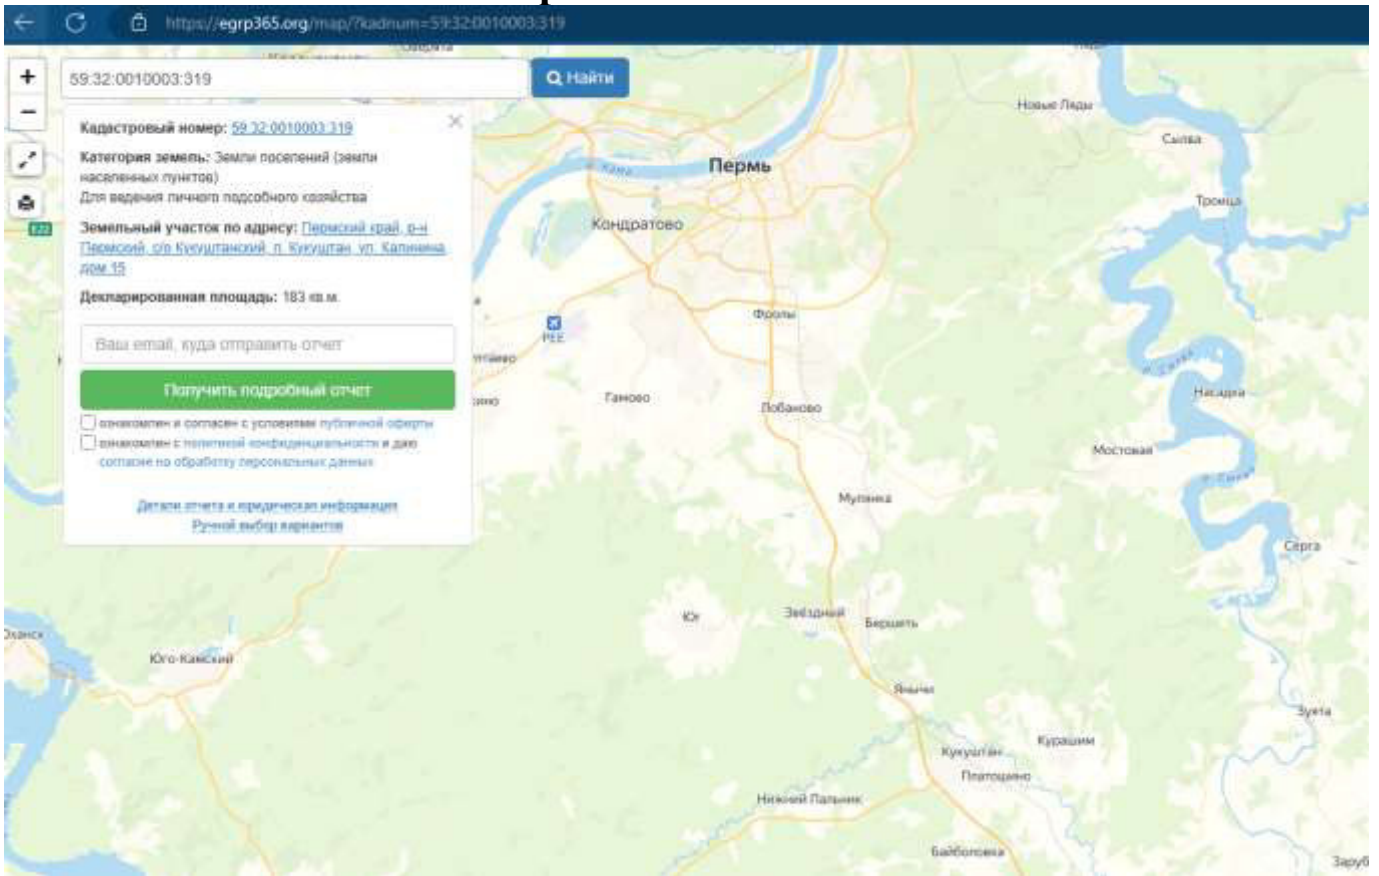 https://egrp365.org/map/?kadnum=59:32:0010003:319
59:32:0010003:319
Найти
Кадастровый номер: 59:32:0010003:319
Категория земель: Земли поселений (земли
населенных пунктов)
Для ведения личного подсобного хозяйства
Земельный участок по адресу: Пермский край, р-н
Пермский, с/о Кукуштанский, п. Кукуштан, ул. Калинина,
дом 15
Декларированная площадь: 183 кв.м.
Ваш email, куда отправить отчет
Получить подробный отчет
ознакомлен и согласен с условиями публичной оферты
ознакомлен с политикой конфиденциальности и даю
согласие на обработку персональных данных
Детали отчета и юридическая информация
Ручной выбор вариантов
Новые Ляды
Сылва
Пермь
р. Кама
Троица
Кондратово
Фролы
PEE
Гамово
Лобаново
Насадка
Мостовая
Мулянка
Серга
Юг
Звёздный
Бершеть
Оханск
Юго-Камский
Янычи
Зуята
Кукуштан
Курашим
Платошино
Нижний Пальник
Байболовка
Заруб